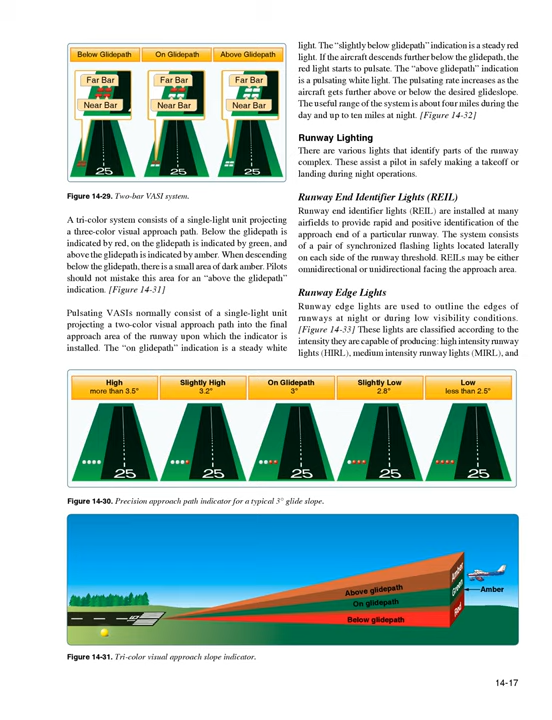 Below Glidepath
On Glidepath
Above Glidepath
Far Bar
Far Bar
Far Bar
Near Bar
Near Bar
Near Bar
25
25
25
Figure 14-29. Two-bar VASI system.
A tri-color system consists of a single-light unit projecting
a three-color visual approach path. Below the glidepath is
indicated by red, on the glidepath is indicated by green, and
above the glidepath is indicated by amber. When descending
below the glidepath, there is a small area of dark amber. Pilots
should not mistake this area for an “above the glidepath”
indication. [Figure 14-31]
Pulsating VASIs normally consist of a single-light unit
projecting a two-color visual approach path into the final
approach area of the runway upon which the indicator is
installed. The “on glidepath” indication is a steady white
light. The “slightly below glidepath” indication is a steady red
light. If the aircraft descends further below the glidepath, the
red light starts to pulsate. The “above glidepath” indication
is a pulsating white light. The pulsating rate increases as the
aircraft gets further above or below the desired glideslope.
The useful range of the system is about four miles during the
day and up to ten miles at night. [Figure 14-32]
Runway Lighting
There are various lights that identify parts of the runway
complex. These assist a pilot in safely making a takeoff or
landing during night operations.
Runway End Identifier Lights (REIL)
Runway end identifier lights (REIL) are installed at many
airfields to provide rapid and positive identification of the
approach end of a particular runway. The system consists
of a pair of synchronized flashing lights located laterally
on each side of the runway threshold. REILs may be either
omnidirectional or unidirectional facing the approach area.
Runway Edge Lights
Runway edge lights are used to outline the edges of
runways at night or during low visibility conditions.
[Figure 14-33] These lights are classified according to the
intensity they are capable of producing: high intensity runway
lights (HIRL), medium intensity runway lights (MIRL), and
High
more than 3.5°
Slightly High
3.2°
On Glidepath
3°
Slightly Low
2.8°
Low
less than 2.5°
25
25
25
25
25
Figure 14-30. Precision approach path indicator for a typical 3° glide slope.
Above glidepath
On glidepath
Below glidepath
Amber
Green
Red
Amber
Figure 14-31. Tri-color visual approach slope indicator.
14-17